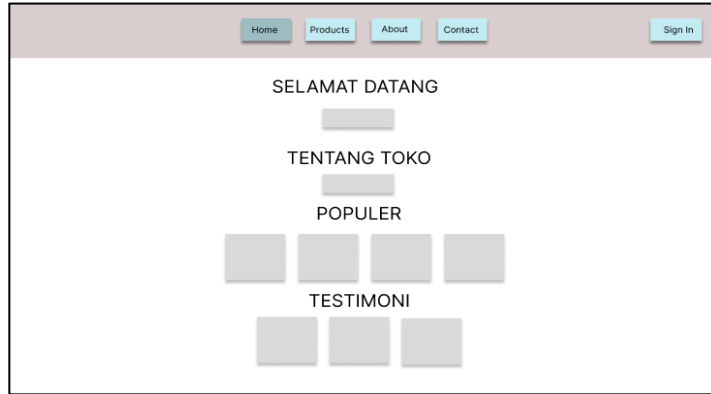 Home Products About Contact Sign In
SELAMAT DATANG
TENTANG TOKO
POPULER
TESTIMONI